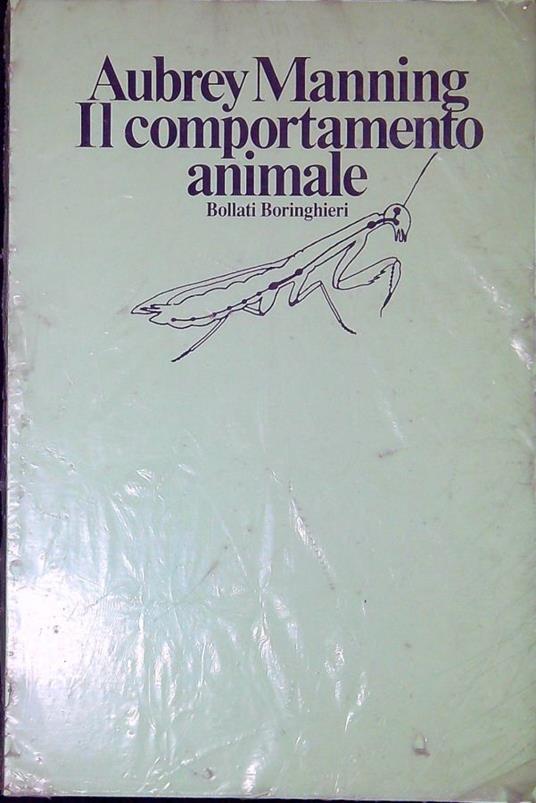 Aubrey Manning
Il comportamento
animale
Bollati Boringhieri